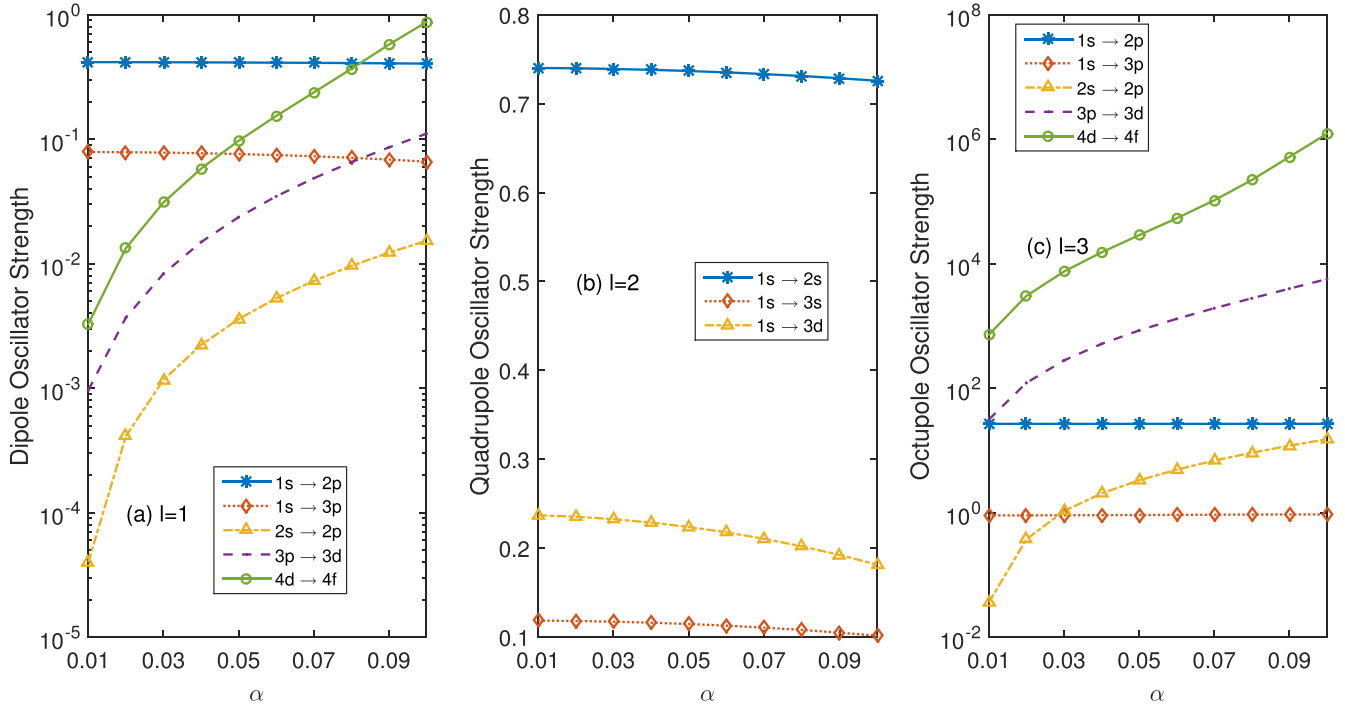 Dipole Oscillator Strength
10^0
10^-1
10^-2
10^-3
10^-4
10^-5
(a) l=1
1s → 2p
1s → 3p
2s → 2p
3p → 3d
4d → 4f
0.01 0.03 0.05 0.07 0.09
α
Quadrupole Oscillator Strength
0.8
0.7
0.6
0.5
0.4
0.3
0.2
0.1
(b) l=2
1s → 2s
1s → 3s
1s → 3d
0.01 0.03 0.05 0.07 0.09
α
Octupole Oscillator Strength
10^8
10^6
10^4
10^2
10^0
10^-2
1s → 2p
1s → 3p
2s → 2p
3p → 3d
4d → 4f
(c) l=3
0.01 0.03 0.05 0.07 0.09
α